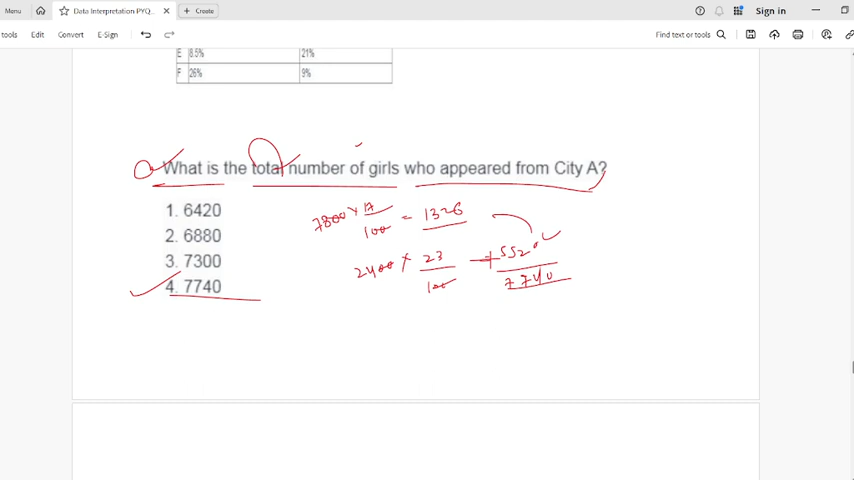 Menu Data Interpretation PYQ... × + Create Sign in
tools Edit Convert E-Sign Find text or tools
E 8.5% 21%
F 26% 9%
What is the total number of girls who appeared from City A?
1. 6420
2. 6880
3. 7300
4. 7740
7800 × 17/100 = 1326
2400 × 23/100 + 5520
7740